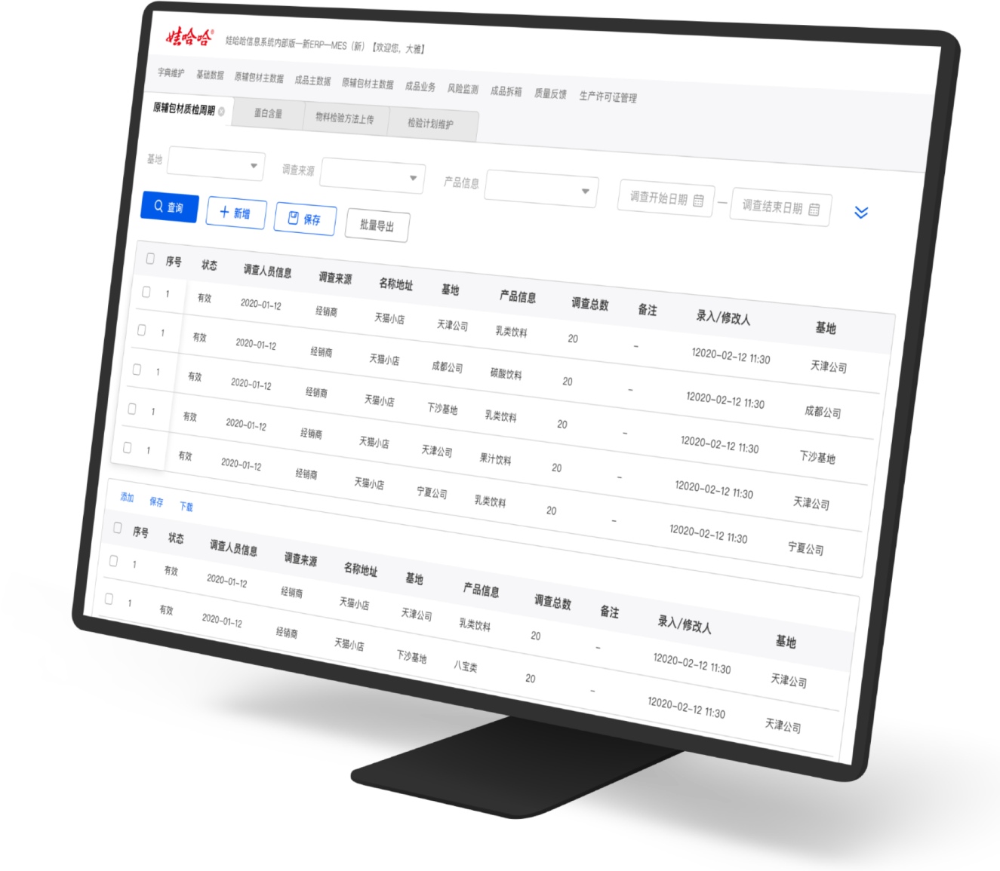 娃哈哈® 娃哈哈信息系统内部版—新ERP—MES（新）【欢迎您，大雅】
字典维护 基础数据 原辅包材主数据 成品主数据 原辅包材主数据 成品业务 风险监测 成品拆箱 质量反馈 生产许可证管理
原辅包材质检周期 蛋白含量 物料检验方法上传 检验计划维护
基地 调查来源 产品信息 调查开始日期 — 调查结束日期
查询 新增 保存 批量导出
序号 状态 调查人员信息 调查来源 名称地址 基地 产品信息 调查总数 备注 录入/修改人 基地
1 有效 2020-01-12 经销商 天猫小店 天津公司 乳类饮料 20 – 12020-02-12 11:30 天津公司
1 有效 2020-01-12 经销商 天猫小店 成都公司 碳酸饮料 20 – 12020-02-12 11:30 成都公司
1 有效 2020-01-12 经销商 天猫小店 下沙基地 乳类饮料 20 – 12020-02-12 11:30 下沙基地
1 有效 2020-01-12 经销商 天猫小店 天津公司 果汁饮料 20 – 12020-02-12 11:30 天津公司
1 有效 2020-01-12 经销商 天猫小店 宁夏公司 乳类饮料 20 – 12020-02-12 11:30 宁夏公司
添加 保存 下载
序号 状态 调查人员信息 调查来源 名称地址 基地 产品信息 调查总数 备注 录入/修改人 基地
1 有效 2020-01-12 经销商 天猫小店 天津公司 乳类饮料 20 – 12020-02-12 11:30 天津公司
1 有效 2020-01-12 经销商 天猫小店 下沙基地 八宝类 20 – 12020-02-12 11:30 天津公司